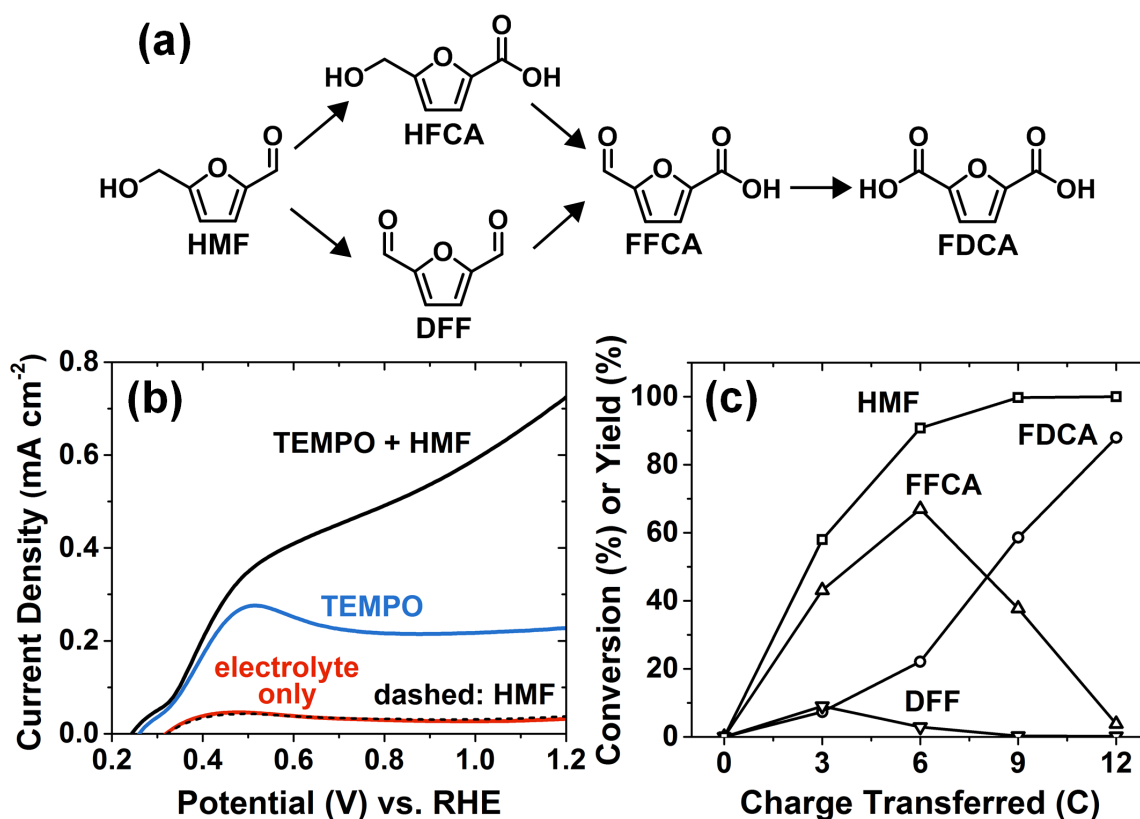 (a)
O
HO
O
OH
HFCA
O
HO
O
HMF
O
O
O
DFF
O
O
O
OH
FFCA
O
O
HO
O
OH
FDCA
(b)
TEMPO + HMF
TEMPO
electrolyte
only
dashed: HMF
0.8
0.6
0.4
0.2
0.0
0.2 0.4 0.6 0.8 1.0 1.2
Current Density (mA cm⁻²)
Potential (V) vs. RHE
(c)
HMF
FDCA
FFCA
DFF
100
80
60
40
20
0
0 3 6 9 12
Conversion (%) or Yield (%)
Charge Transferred (C)